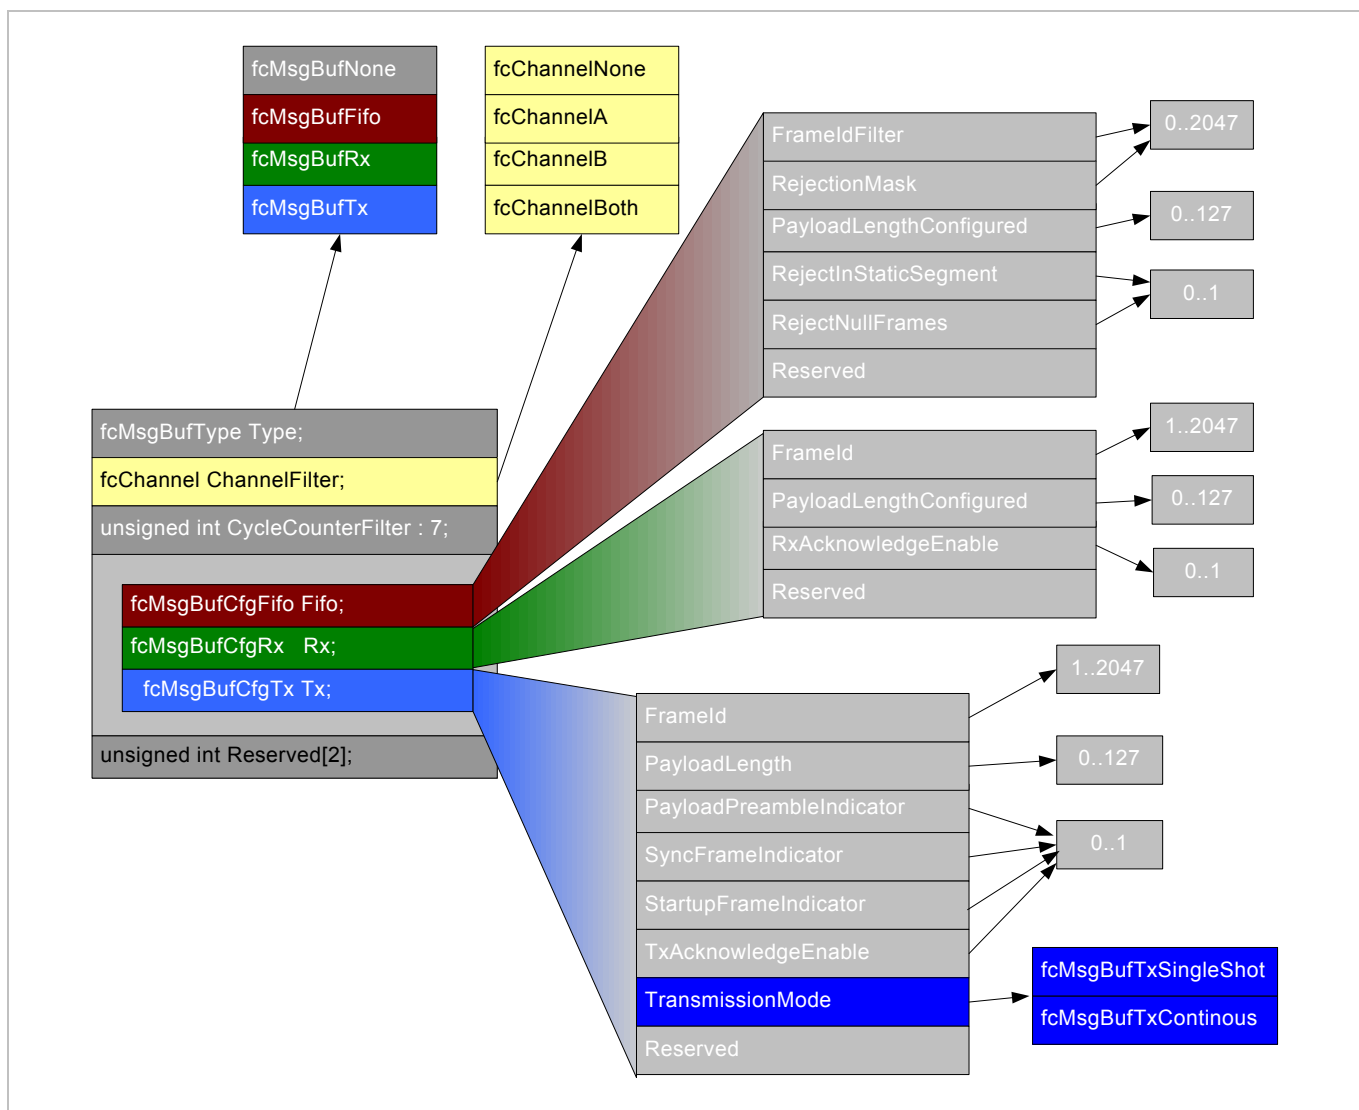 fcMsgBufNone
fcMsgBufFifo
fcMsgBufRx
fcMsgBufTx
fcChannelNone
fcChannelA
fcChannelB
fcChannelBoth
fcMsgBufType Type;
fcChannel ChannelFilter;
unsigned int CycleCounterFilter : 7;
fcMsgBufCfgFifo Fifo;
fcMsgBufCfgRx   Rx;
fcMsgBufCfgTx Tx;
unsigned int Reserved[2];
FrameIdFilter
RejectionMask
PayloadLengthConfigured
RejectInStaticSegment
RejectNullFrames
Reserved
0..2047
0..127
0..1
FrameId
PayloadLengthConfigured
RxAcknowledgeEnable
Reserved
1..2047
0..127
0..1
FrameId
PayloadLength
PayloadPreambleIndicator
SyncFrameIndicator
StartupFrameIndicator
TxAcknowledgeEnable
TransmissionMode
Reserved
1..2047
0..127
0..1
fcMsgBufTxSingleShot
fcMsgBufTxContinous